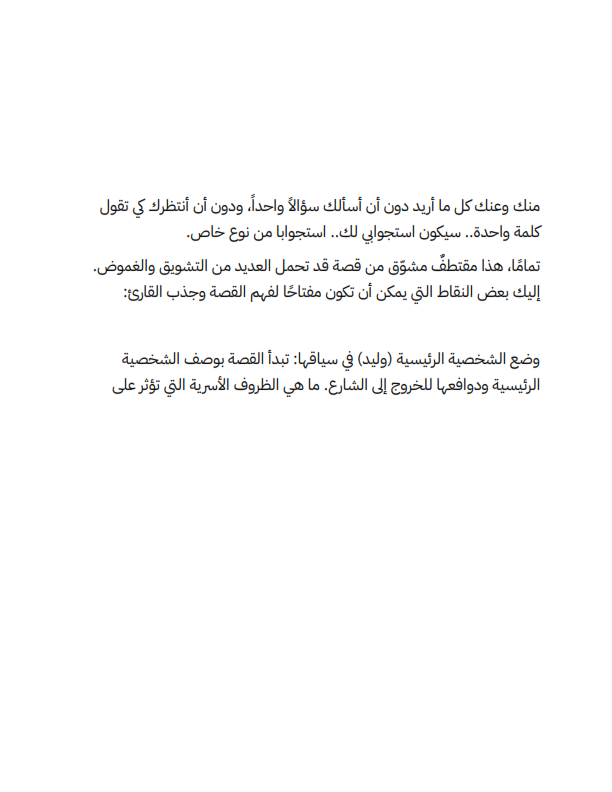 منك وعنك كل ما أريد دون أن أسألك سؤالاً واحداً، ودون أن أنتظرك كي تقول
كلمة واحدة.. سيكون استجوابي لك.. استجوابا من نوع خاص.
تمامًا، هذا مقتطفٌ مشوّق من قصة قد تحمل العديد من التشويق والغموض.
إليك بعض النقاط التي يمكن أن تكون مفتاحًا لفهم القصة وجذب القارئ:
وضع الشخصية الرئيسية (وليد) في سياقها: تبدأ القصة بوصف الشخصية
الرئيسية ودوافعها للخروج إلى الشارع. ما هي الظروف الأسرية التي تؤثر على